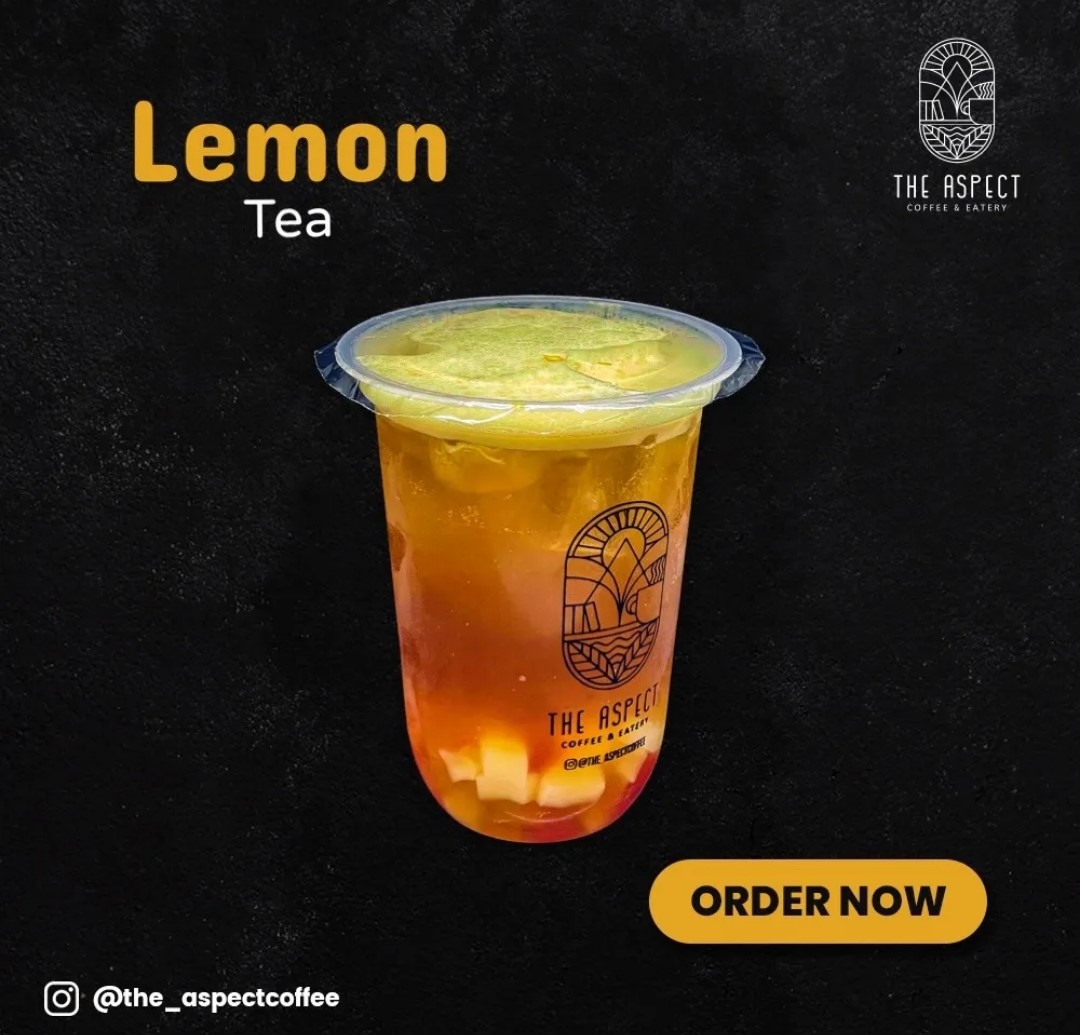 Lemon
Tea
THE ASPECT
COFFEE & EATERY
THE ASPECT
COFFEE & EATERY
@THE_ASPECTCOFFEE
ORDER NOW
@the_aspectcoffee